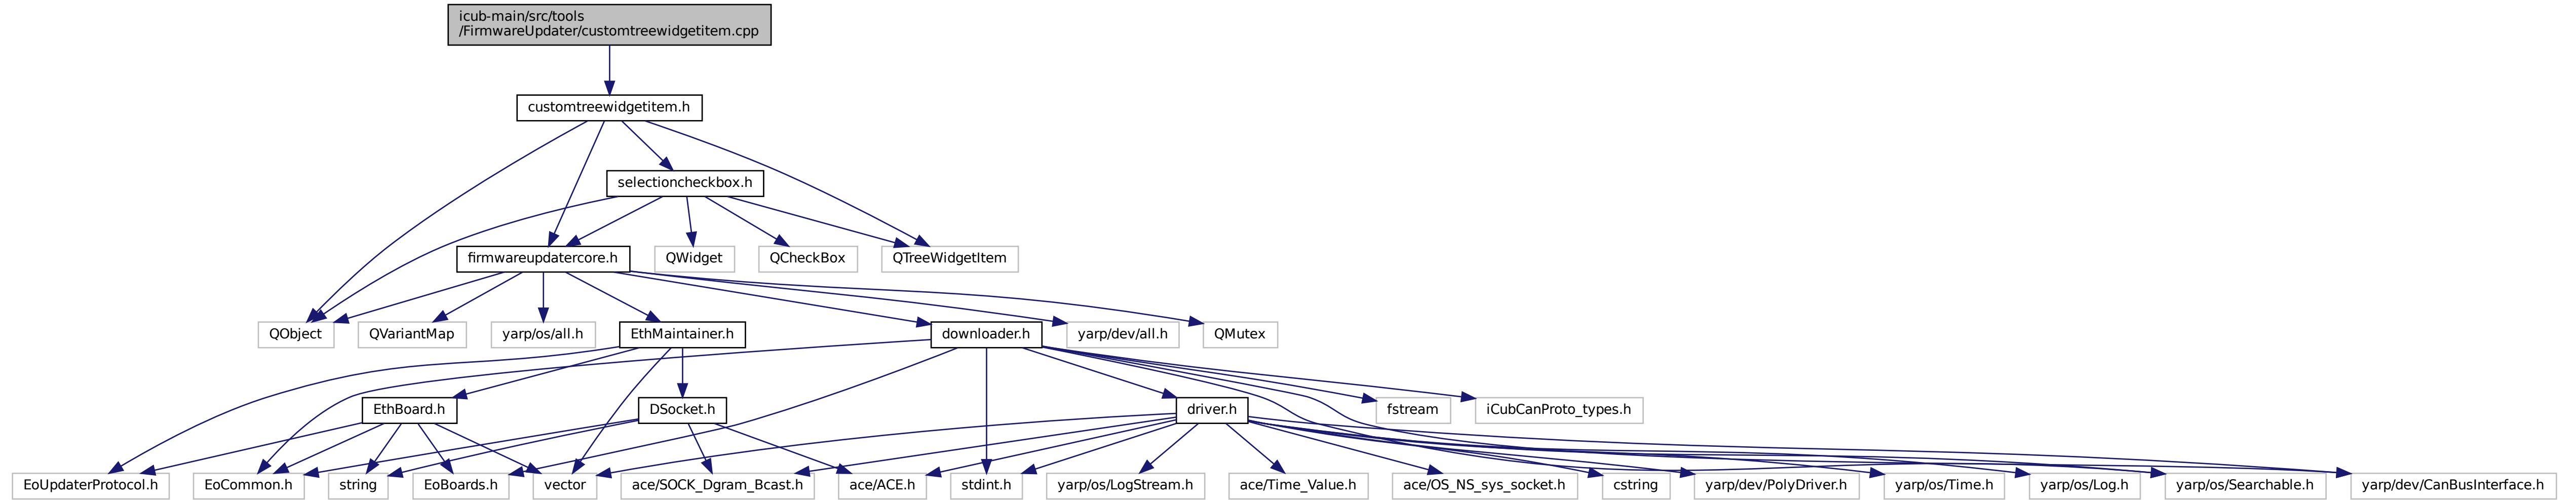 icub-main/src/tools
/FirmwareUpdater/customtreewidgetitem.cpp
customtreewidgetitem.h
selectioncheckbox.h
firmwareupdatercore.h
QWidget
QCheckBox
QTreeWidgetItem
QObject
QVariantMap
yarp/os/all.h
EthMaintainer.h
downloader.h
yarp/dev/all.h
QMutex
EthBoard.h
DSocket.h
driver.h
fstream
iCubCanProto_types.h
EoUpdaterProtocol.h
EoCommon.h
string
EoBoards.h
vector
ace/SOCK_Dgram_Bcast.h
ace/ACE.h
stdint.h
yarp/os/LogStream.h
ace/Time_Value.h
ace/OS_NS_sys_socket.h
cstring
yarp/dev/PolyDriver.h
yarp/os/Time.h
yarp/os/Log.h
yarp/os/Searchable.h
yarp/dev/CanBusInterface.h